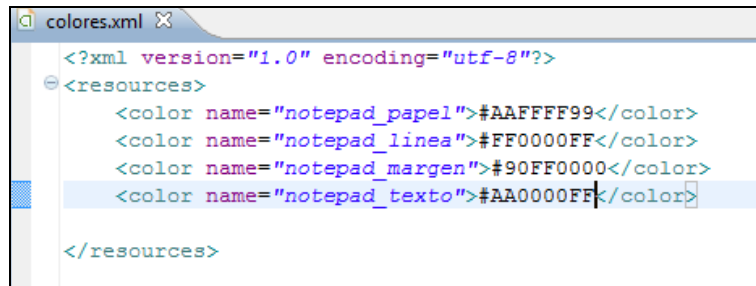 colores.xml
<?xml version="1.0" encoding="utf-8"?>
<resources>
<color name="notepad_papel">#AAFFFF99</color>
<color name="notepad_linea">#FF0000FF</color>
<color name="notepad_margen">#90FF0000</color>
<color name="notepad_texto">#AA0000FF</color>
</resources>